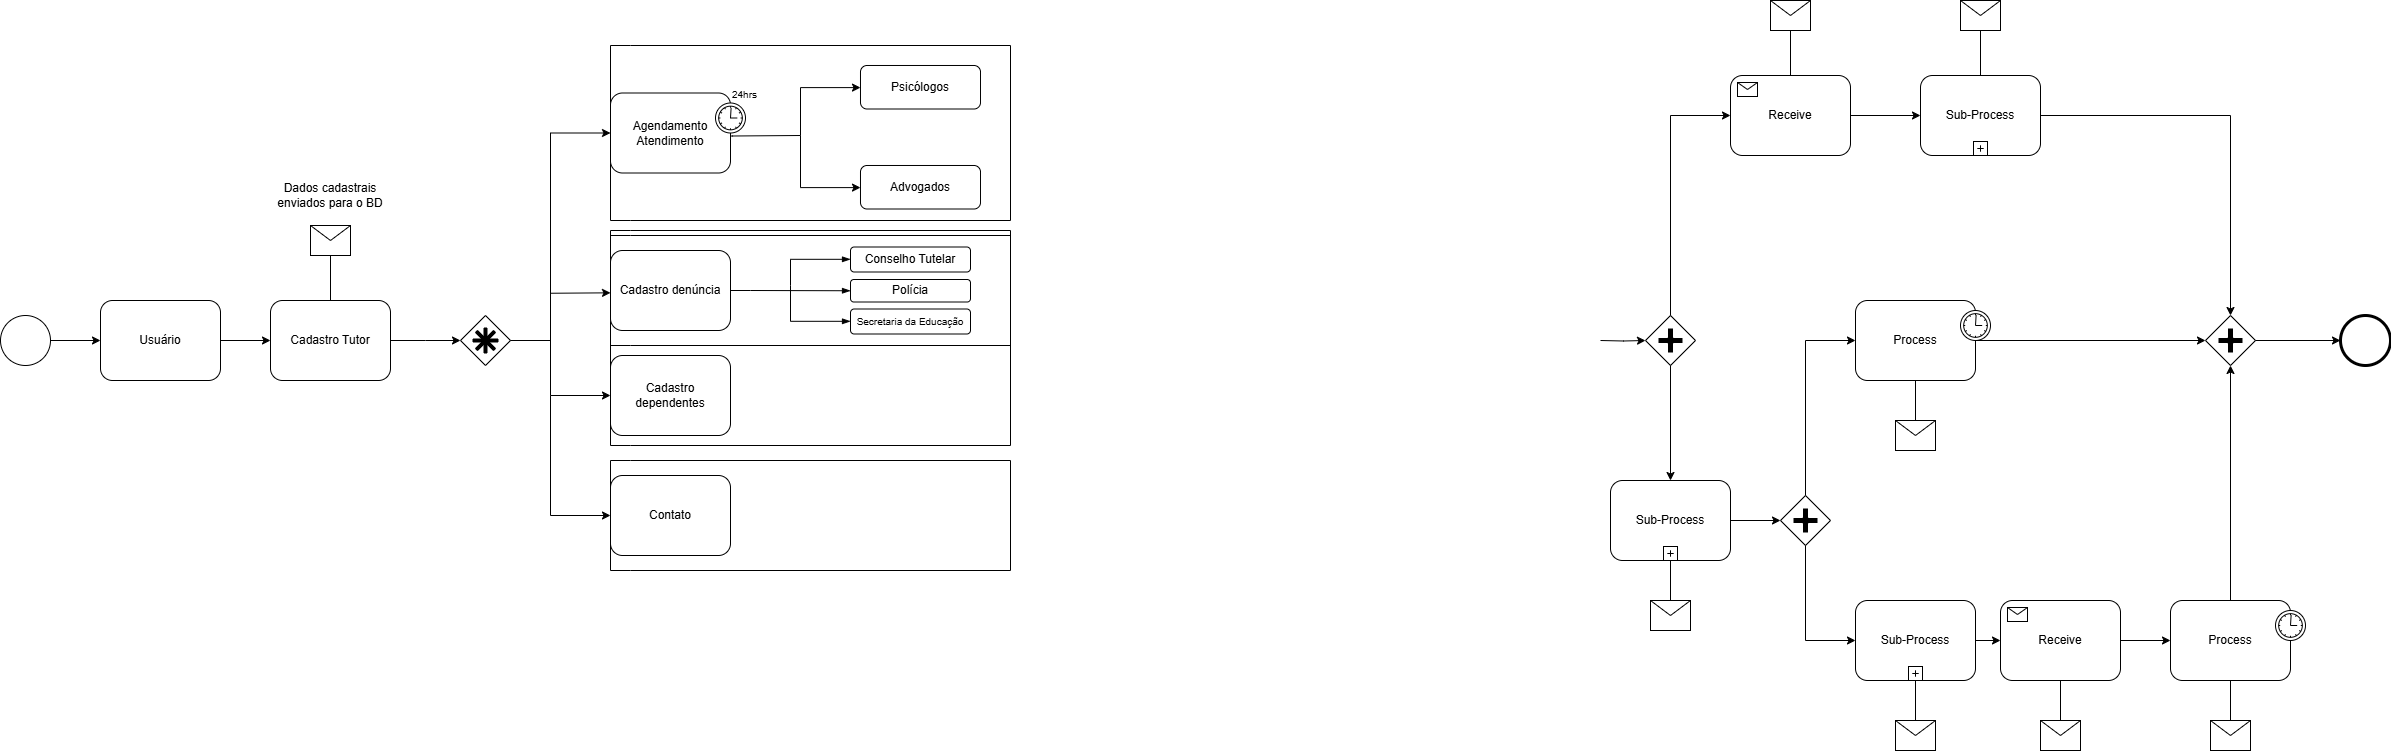 24hrs
Agendamento
Atendimento
Psicólogos
Advogados
Dados cadastrais
enviados para o BD
Usuário
Cadastro Tutor
Cadastro denúncia
Conselho Tutelar
Polícia
Secretaria da Educação
Cadastro
dependentes
Contato
Receive
Sub-Process
Process
Sub-Process
Sub-Process
Receive
Process